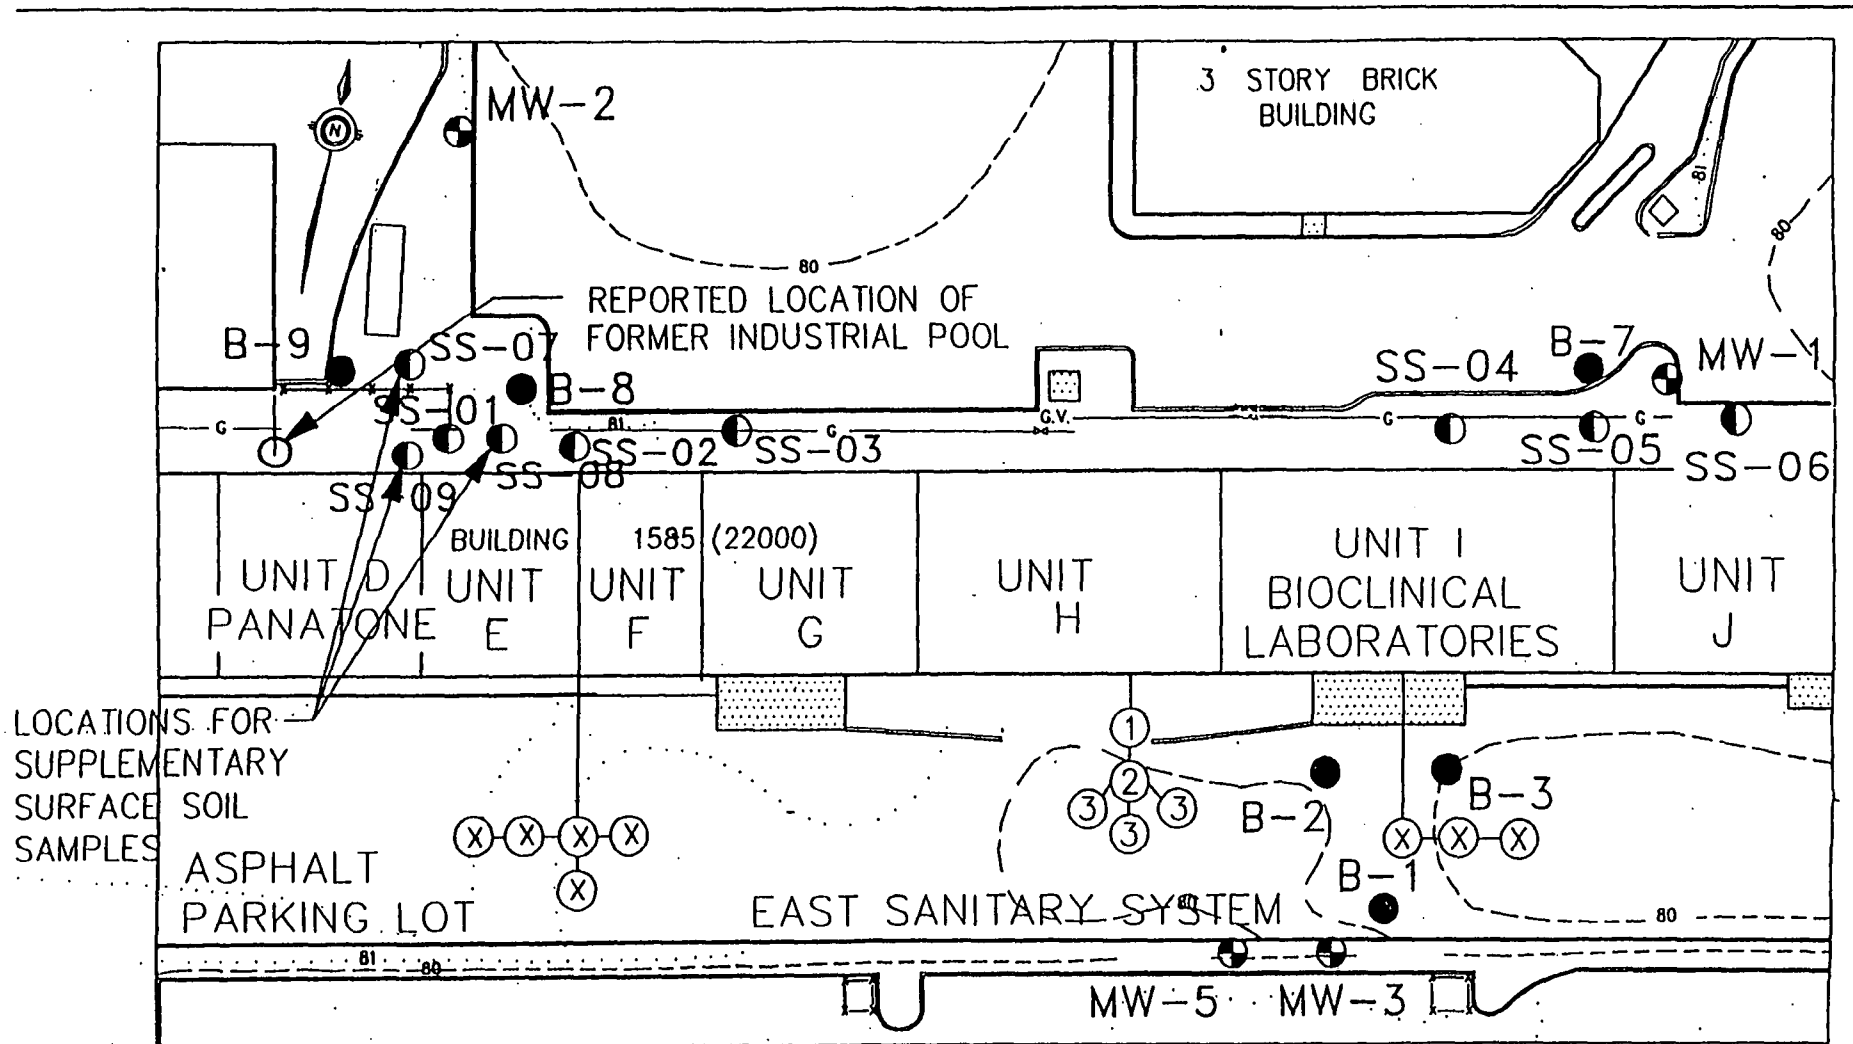 3 STORY BRICK
BUILDING
MW-2
N
81
80
80
REPORTED LOCATION OF
FORMER INDUSTRIAL POOL
B-9
SS-07
B-8
SS-01
B-7
MW-1
SS-04
G
81
G
G.V.
G
G
SS-02
SS-03
SS-05
SS-06
SS-08
SS-09
BUILDING 1585 (22000)
UNIT D
PANATONE
UNIT
E
UNIT
F
UNIT
G
UNIT
H
UNIT I
BIOCLINICAL
LABORATORIES
UNIT
J
LOCATIONS FOR
SUPPLEMENTARY
SURFACE SOIL
SAMPLES
1
2
3
3
3
B-2
B-3
X X X X
X
X X X
B-1
ASPHALT
PARKING LOT
EAST SANITARY SYSTEM
80
80
81
80
MW-5
MW-3